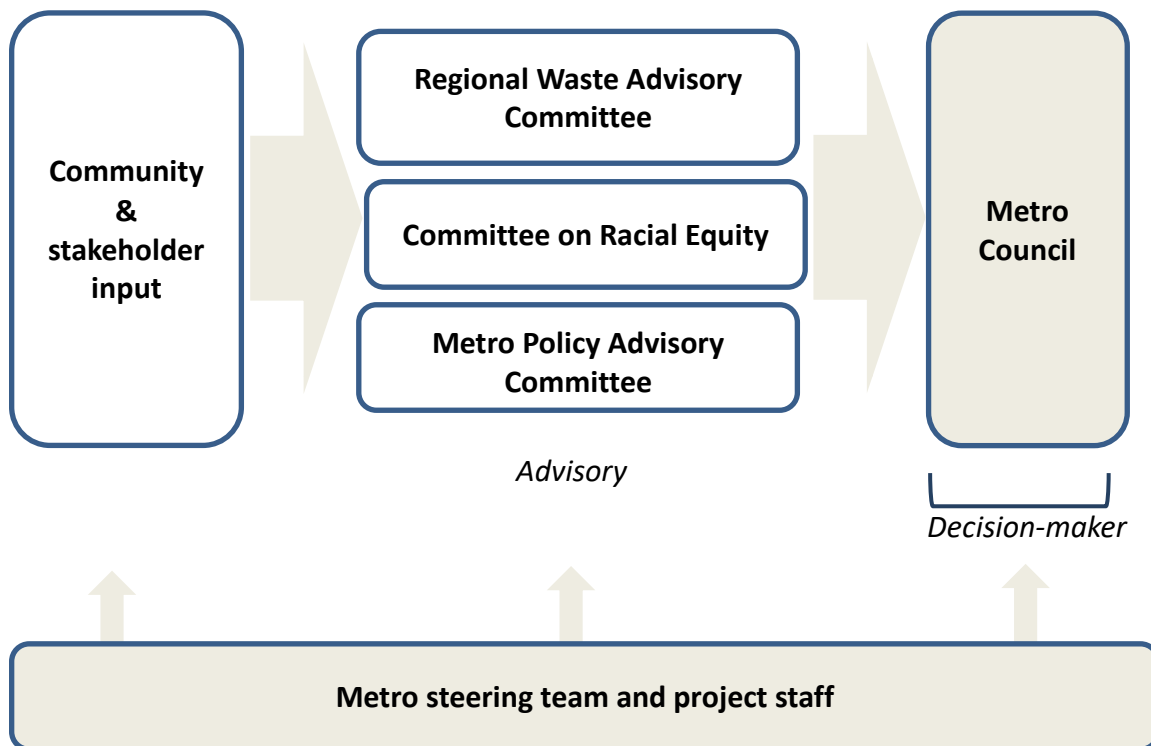 Community
&
stakeholder
input
Regional Waste Advisory
Committee
Committee on Racial Equity
Metro Policy Advisory
Committee
Advisory
Metro
Council
Decision-maker
Metro steering team and project staff